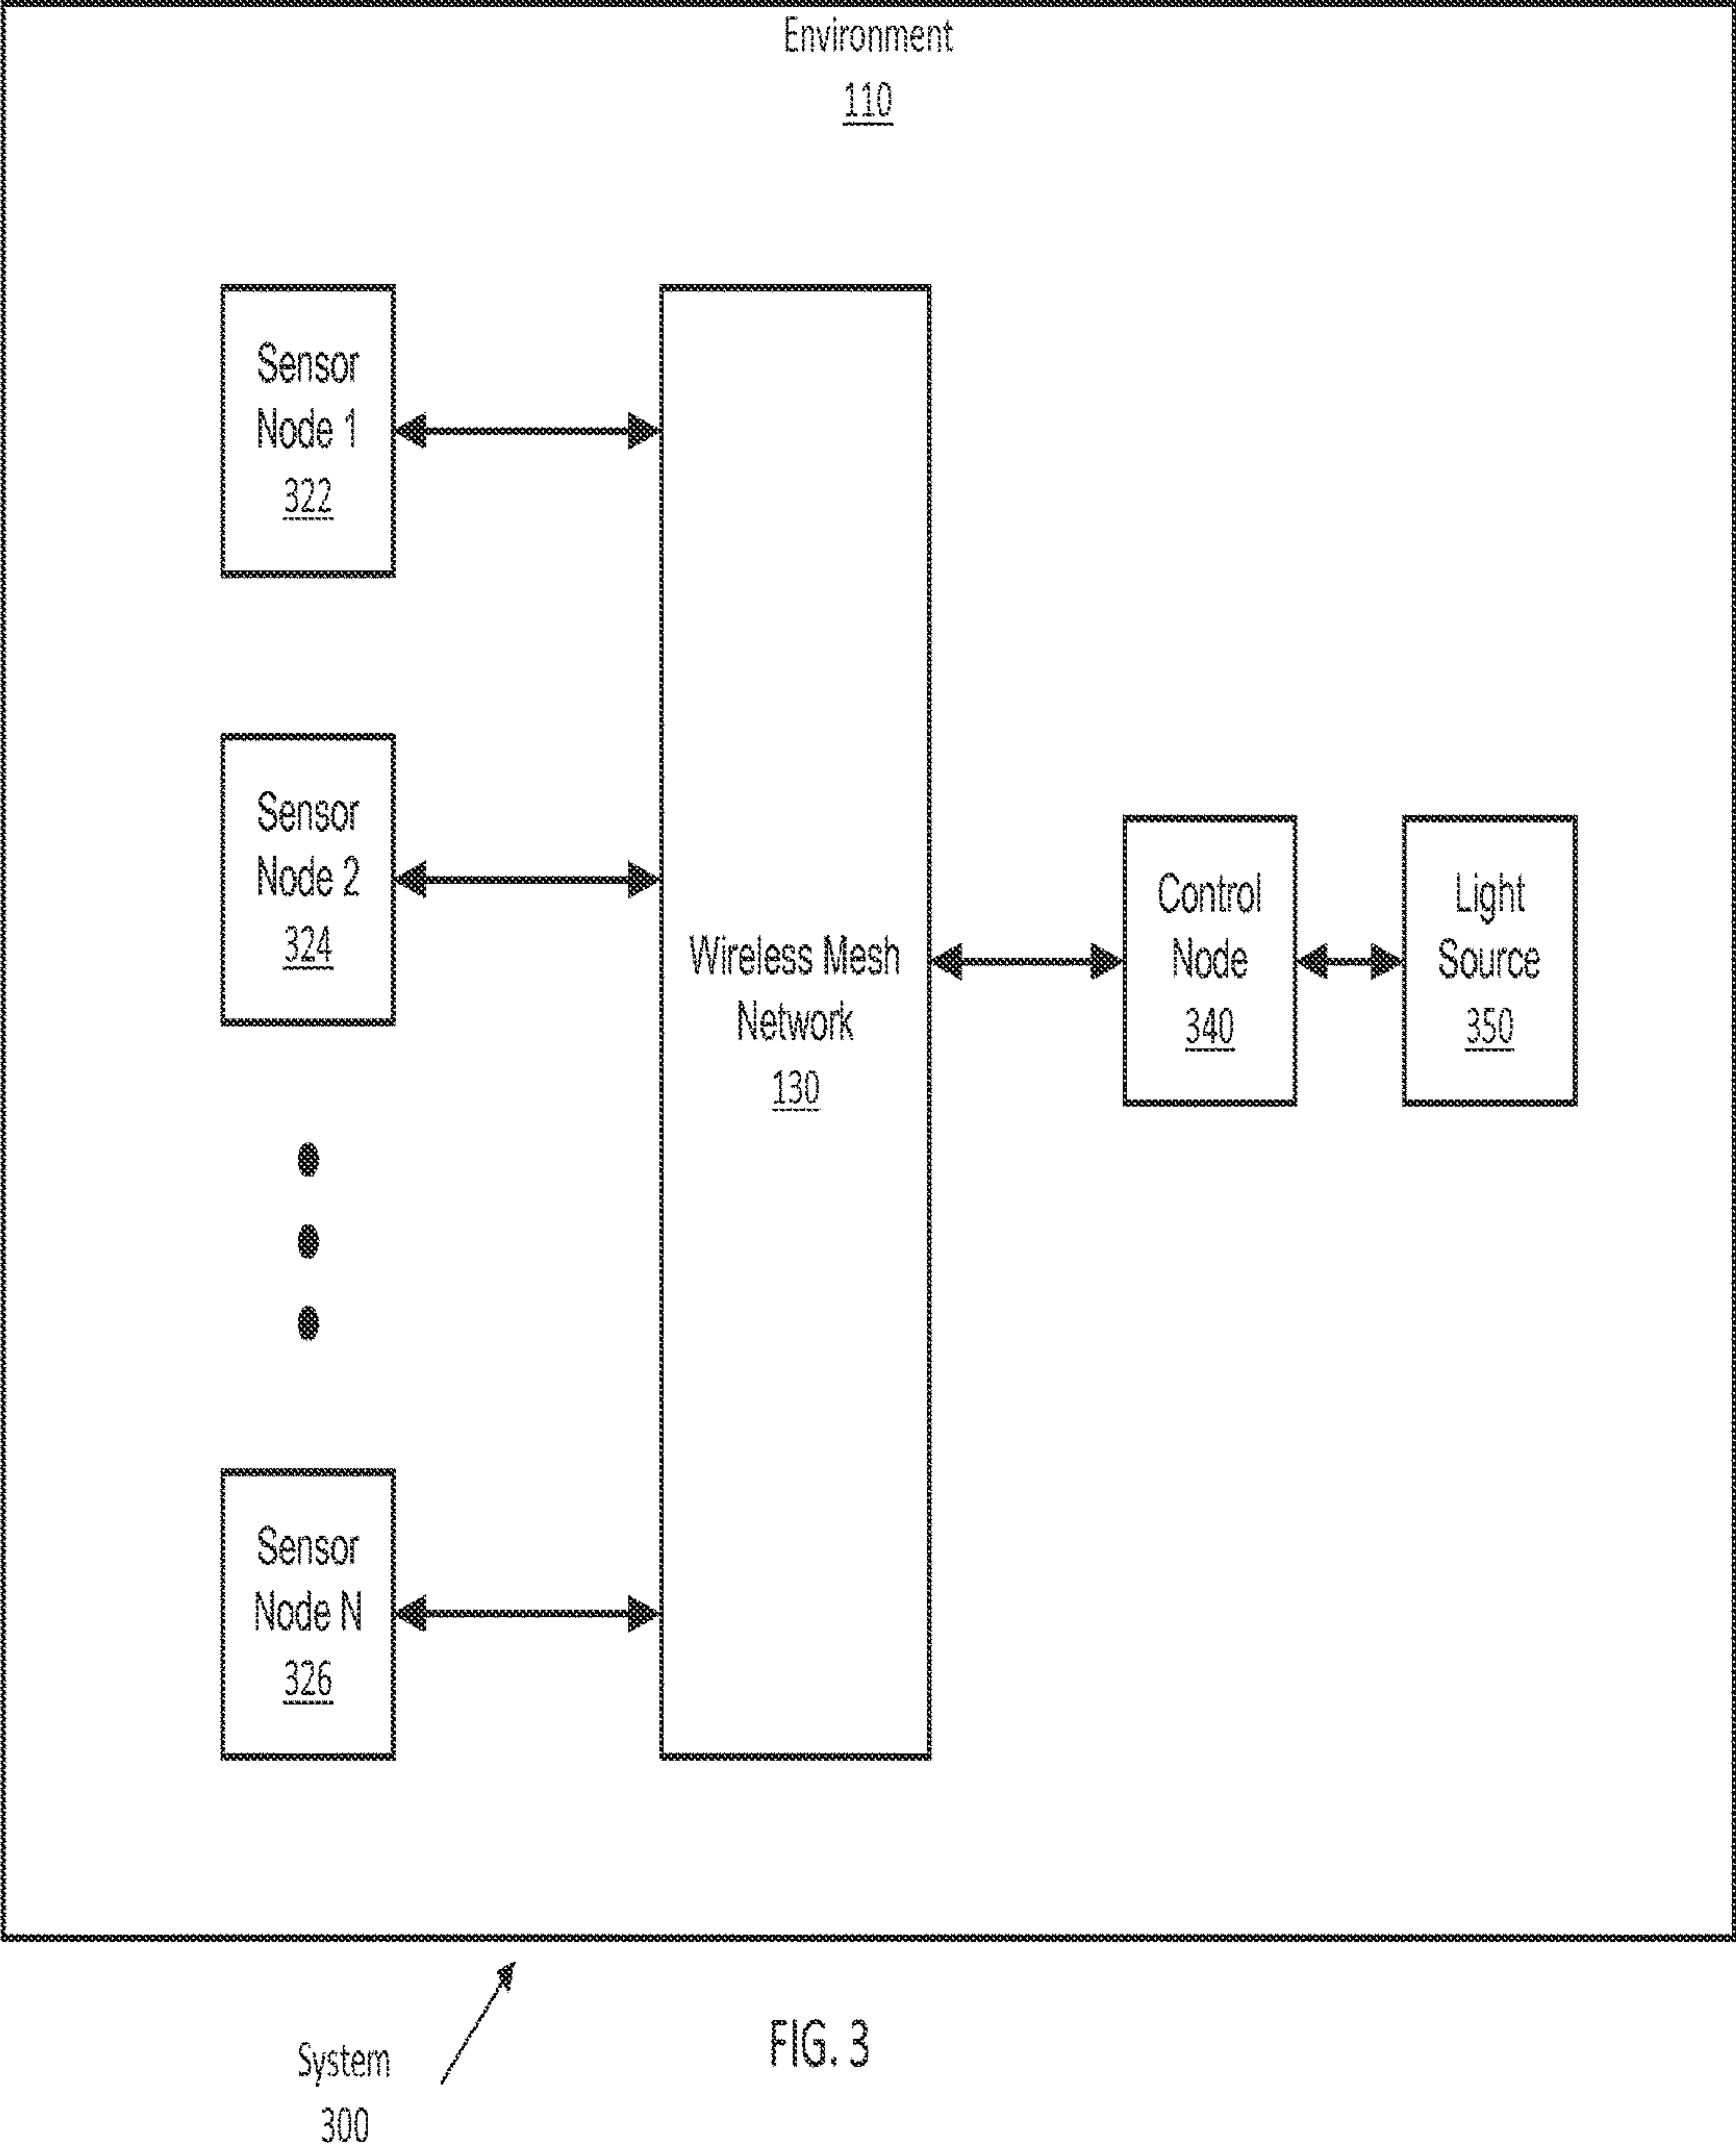 Environment
110
Sensor
Node 1
322
Sensor
Node 2
324
Wireless Mesh
Network
130
Control
Node
340
Light
Source
350
Sensor
Node N
326
System
300
FIG. 3